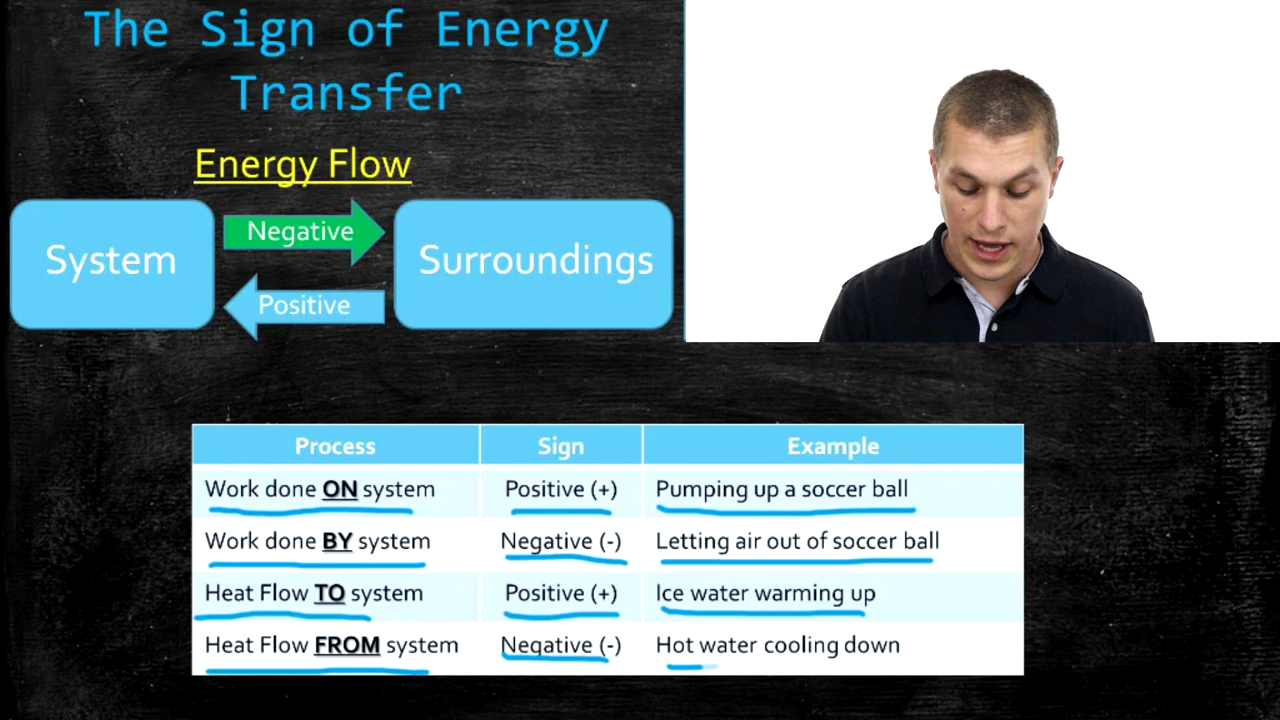 The Sign of Energy
Transfer
Energy Flow
System
Negative
Positive
Surroundings
Process Sign Example
Work done ON system Positive (+) Pumping up a soccer ball
Work done BY system Negative (-) Letting air out of soccer ball
Heat Flow TO system Positive (+) Ice water warming up
Heat Flow FROM system Negative (-) Hot water cooling down